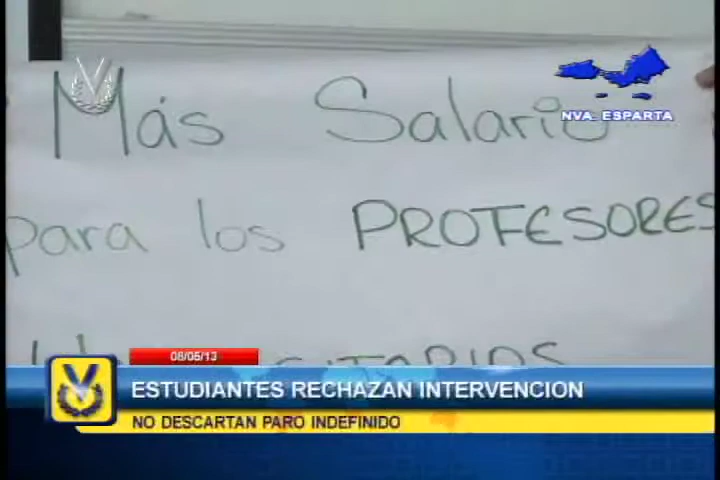 Más Salario
NVA. ESPARTA
para los PROFESORES
08/05/13
ESTUDIANTES RECHAZAN INTERVENCION
NO DESCARTAN PARO INDEFINIDO